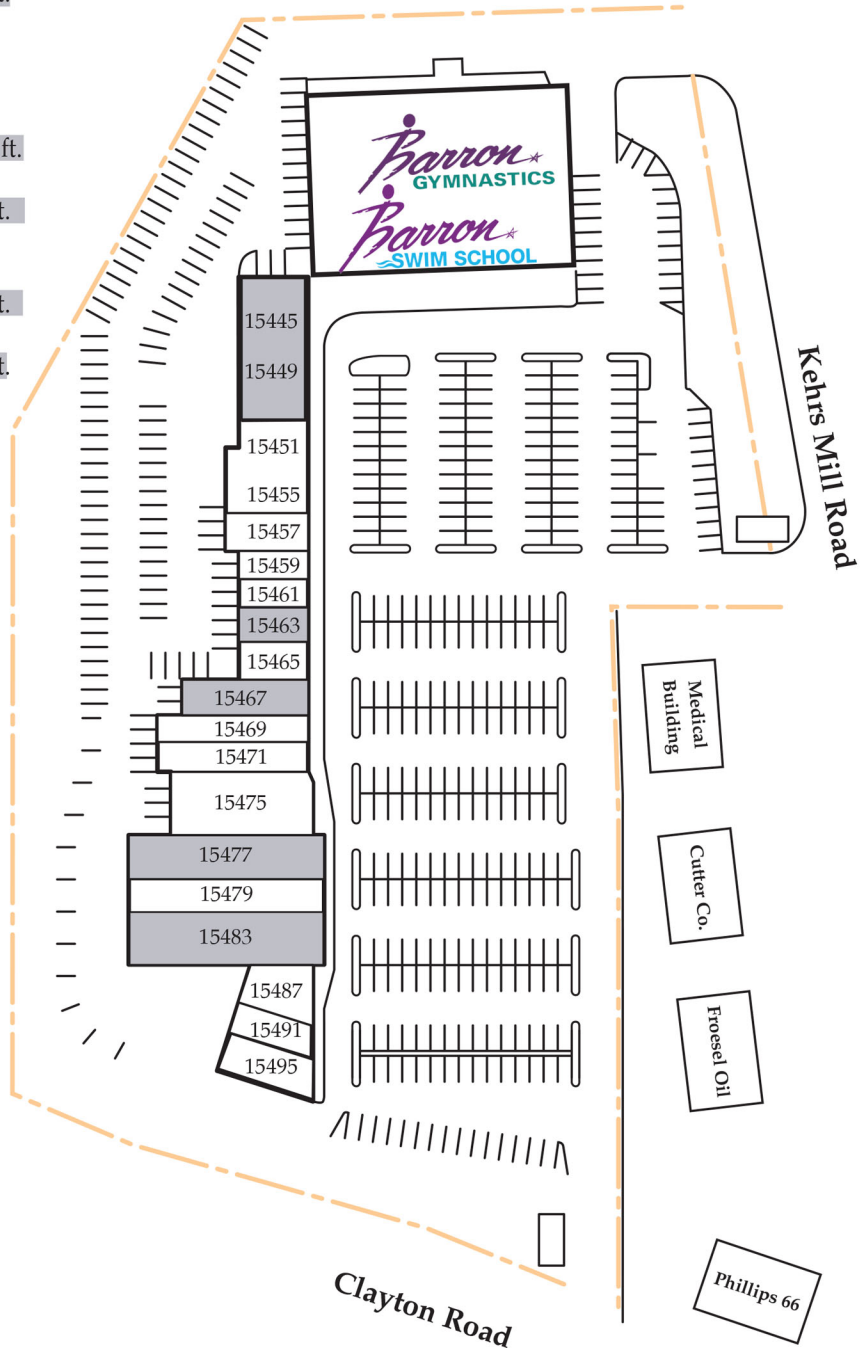 ft.
Barron
GYMNASTICS
Barron
SWIM SCHOOL
15445
15449
15451
15455
15457
15459
15461
15463
15465
15467
15469
15471
15475
15477
15479
15483
15487
15491
15495
Kehrs Mill Road
Medical
Building
Cutter Co.
Froesel Oil
Phillips 66
Clayton Road